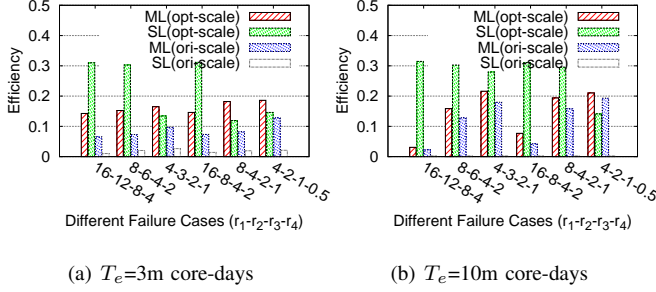 0.5
0.4
0.3
0.2
0.1
0
Efficiency
ML(opt-scale)
SL(opt-scale)
ML(ori-scale)
SL(ori-scale)
16-12-8-4
8-6-4-2
4-3-2-1
16-8-4-2
8-4-2-1
4-2-1-0.5
Different Failure Cases (r₁-r₂-r₃-r₄)
(a) Tₑ=3m core-days
0.5
0.4
0.3
0.2
0.1
0
Efficiency
ML(opt-scale)
SL(opt-scale)
ML(ori-scale)
SL(ori-scale)
16-12-8-4
8-6-4-2
4-3-2-1
16-8-4-2
8-4-2-1
4-2-1-0.5
Different Failure Cases (r₁-r₂-r₃-r₄)
(b) Tₑ=10m core-days